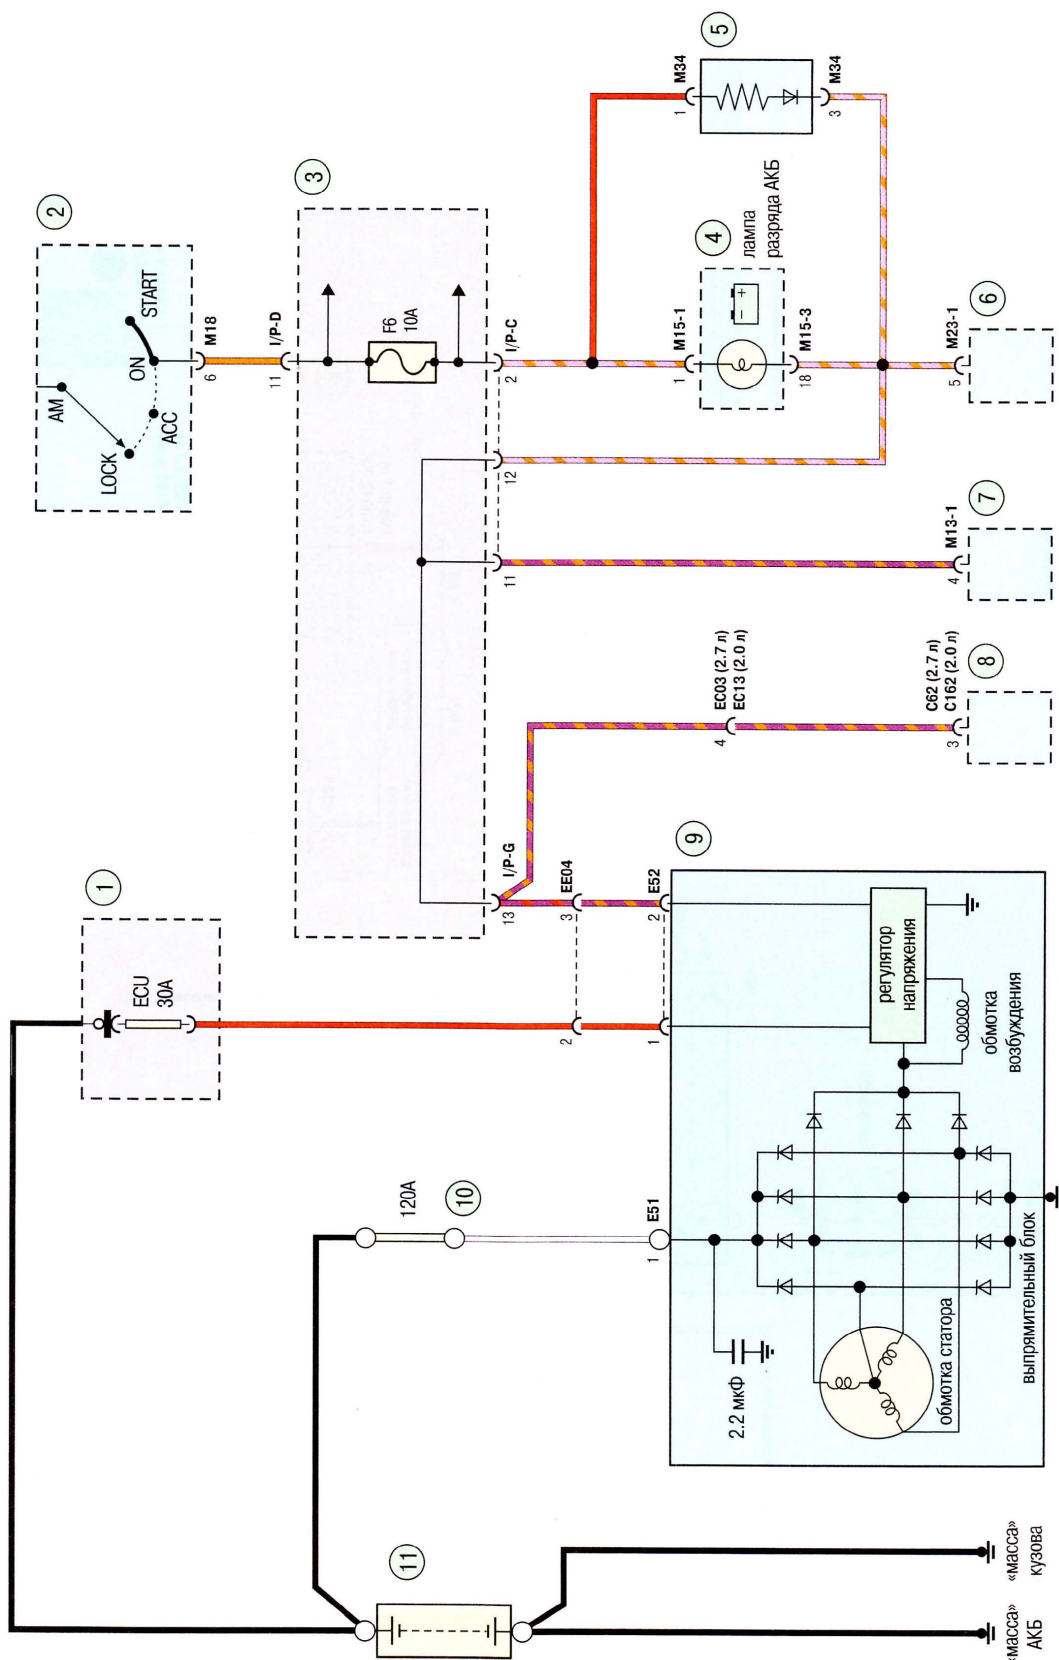 1
ECU
30A
2
AM
LOCK
ACC
ON
START
6
M18
11
I/P-D
3
F6
10A
13
I/P-G
11
12
2
I/P-C
5
1
M34
3
M34
4
лампа
разряда АКБ
1
M15-1
18
M15-3
5
M23-1
6
4
M13-1
7
4
EC03 (2.7 л)
EC13 (2.0 л)
3
C62 (2.7 л)
C162 (2.0 л)
8
2
3
EE04
1
2
E52
9
регулятор
напряжения
обмотка
возбуждения
120A
10
1
E51
2.2 мкФ
обмотка статора
выпрямительный блок
11
«масса»
АКБ
«масса»
кузова